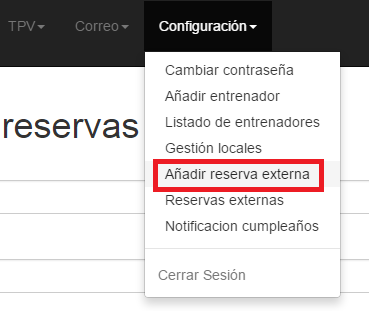 TPV Correo Configuración
reservas
Cambiar contraseña
Añadir entrenador
Listado de entrenadores
Gestión locales
Añadir reserva externa
Reservas externas
Notificacion cumpleaños
Cerrar Sesión